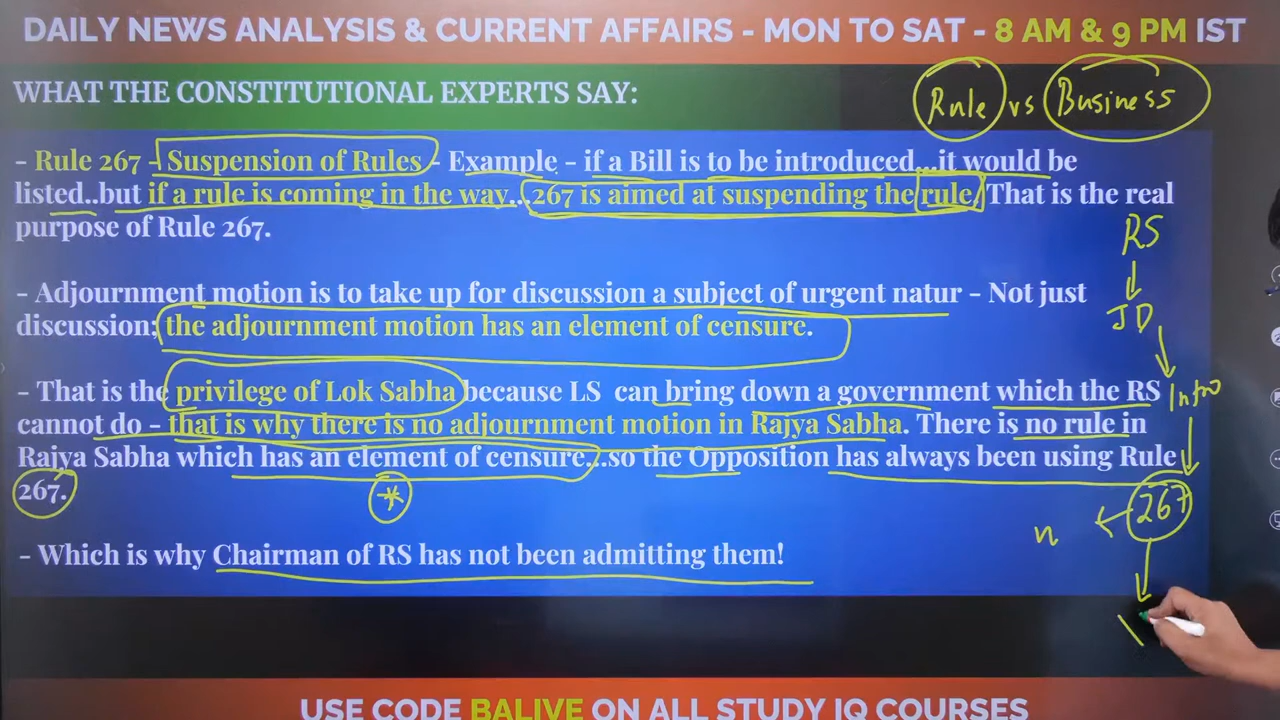 DAILY NEWS ANALYSIS & CURRENT AFFAIRS - MON TO SAT - 8 AM & 9 PM IST
WHAT THE CONSTITUTIONAL EXPERTS SAY:
Rule vs Business
- Rule 267 - Suspension of Rules - Example - if a Bill is to be introduced...it would be
listed..but if a rule is coming in the way...267 is aimed at suspending the rule. That is the real
purpose of Rule 267.
RS
- Adjournment motion is to take up for discussion a subject of urgent natur - Not just
discussion; the adjournment motion has an element of censure.
JD
- That is the privilege of Lok Sabha because LS can bring down a government which the RS
Intro
cannot do - that is why there is no adjournment motion in Rajya Sabha. There is no rule in
Rajya Sabha which has an element of censure...so the Opposition has always been using Rule
267.
267
n
- Which is why Chairman of RS has not been admitting them!
USE CODE BALIVE ON ALL STUDY IQ COURSES